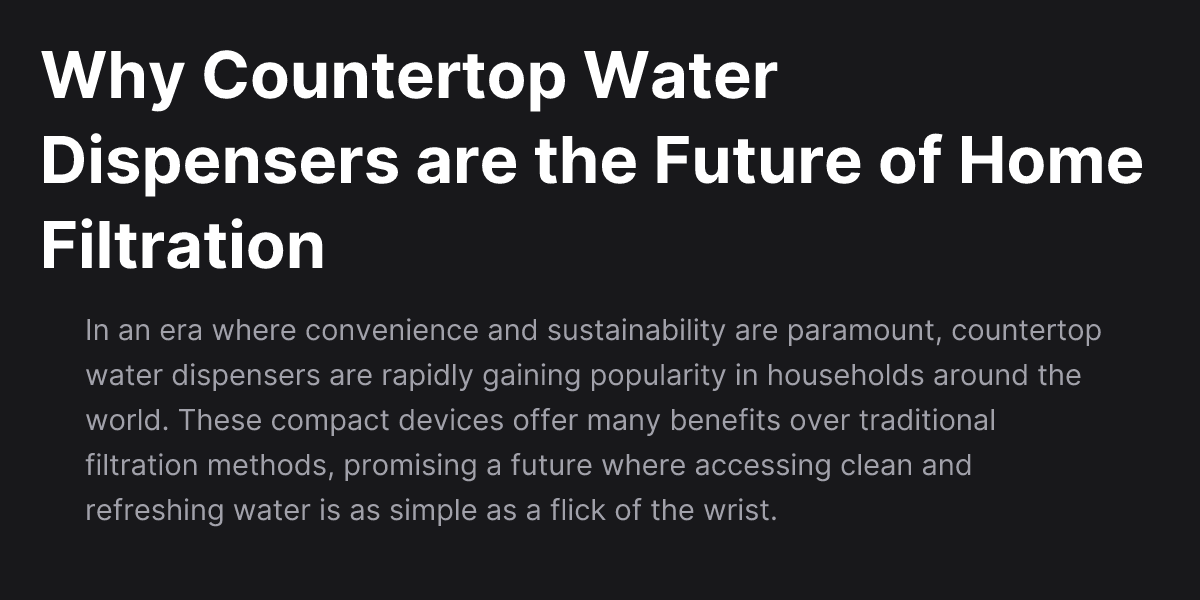 Why Countertop Water
Dispensers are the Future of Home
Filtration
In an era where convenience and sustainability are paramount, countertop
water dispensers are rapidly gaining popularity in households around the
world. These compact devices offer many benefits over traditional
filtration methods, promising a future where accessing clean and
refreshing water is as simple as a flick of the wrist.